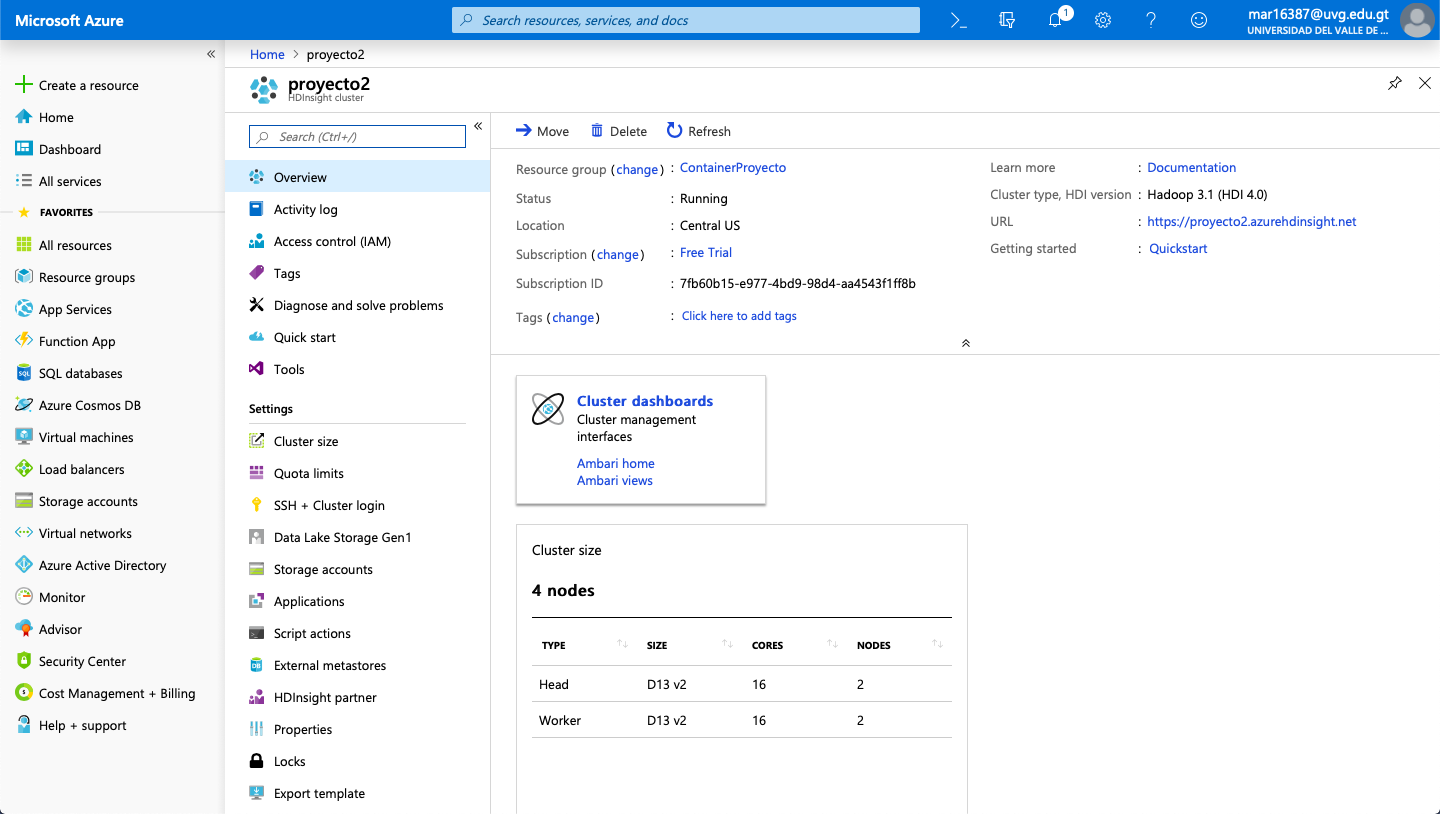 Microsoft Azure
Search resources, services, and docs
1
mar16387@uvg.edu.gt
UNIVERSIDAD DEL VALLE DE ...
Create a resource
Home
Dashboard
All services
FAVORITES
All resources
Resource groups
App Services
Function App
SQL databases
Azure Cosmos DB
Virtual machines
Load balancers
Storage accounts
Virtual networks
Azure Active Directory
Monitor
Advisor
Security Center
Cost Management + Billing
Help + support
Home > proyecto2
proyecto2
HDInsight cluster
Search (Ctrl+/)
Overview
Activity log
Access control (IAM)
Tags
Diagnose and solve problems
Quick start
Tools
Settings
Cluster size
Quota limits
SSH + Cluster login
Data Lake Storage Gen1
Storage accounts
Applications
Script actions
External metastores
HDInsight partner
Properties
Locks
Export template
Move Delete Refresh
Resource group (change) : ContainerProyecto
Status : Running
Location : Central US
Subscription (change) : Free Trial
Subscription ID : 7fb60b15-e977-4bd9-98d4-aa4543f1ff8b
Tags (change) : Click here to add tags
Learn more : Documentation
Cluster type, HDI version : Hadoop 3.1 (HDI 4.0)
URL : https://proyecto2.azurehdinsight.net
Getting started : Quickstart
Cluster dashboards
Cluster management
interfaces
Ambari home
Ambari views
Cluster size
4 nodes
TYPE SIZE CORES NODES
Head D13 v2 16 2
Worker D13 v2 16 2